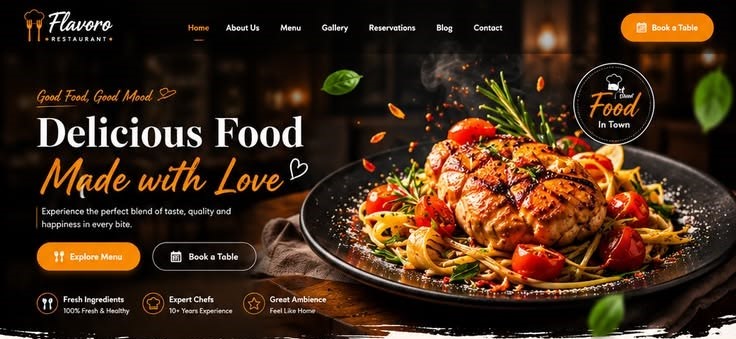 Flavoro
RESTAURANT
Home About Us Menu Gallery Reservations Blog Contact
Book a Table
Good Food, Good Mood
Delicious Food
Made with Love
Experience the perfect blend of taste, quality and
happiness in every bite.
Explore Menu Book a Table
Fresh Ingredients
100% Fresh & Healthy
Expert Chefs
10+ Years Experience
Great Ambience
Feel Like Home
Food
In Town